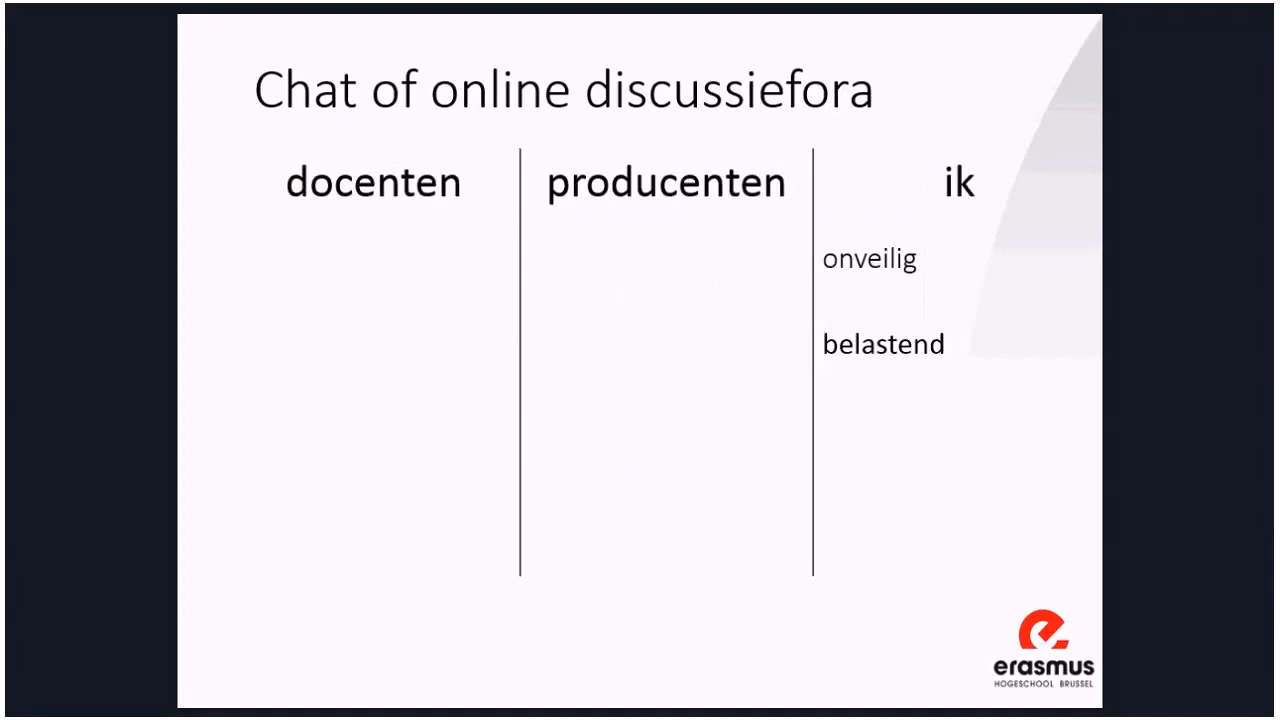 Chat of online discussiefora
docenten
producenten
ik
onveilig
belastend
erasmus
HOGESCHOOL BRUSSEL